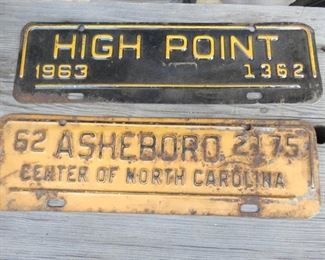 HIGH POINT
1963 1362
62 ASHEBORO 2175
CENTER OF NORTH CAROLINA